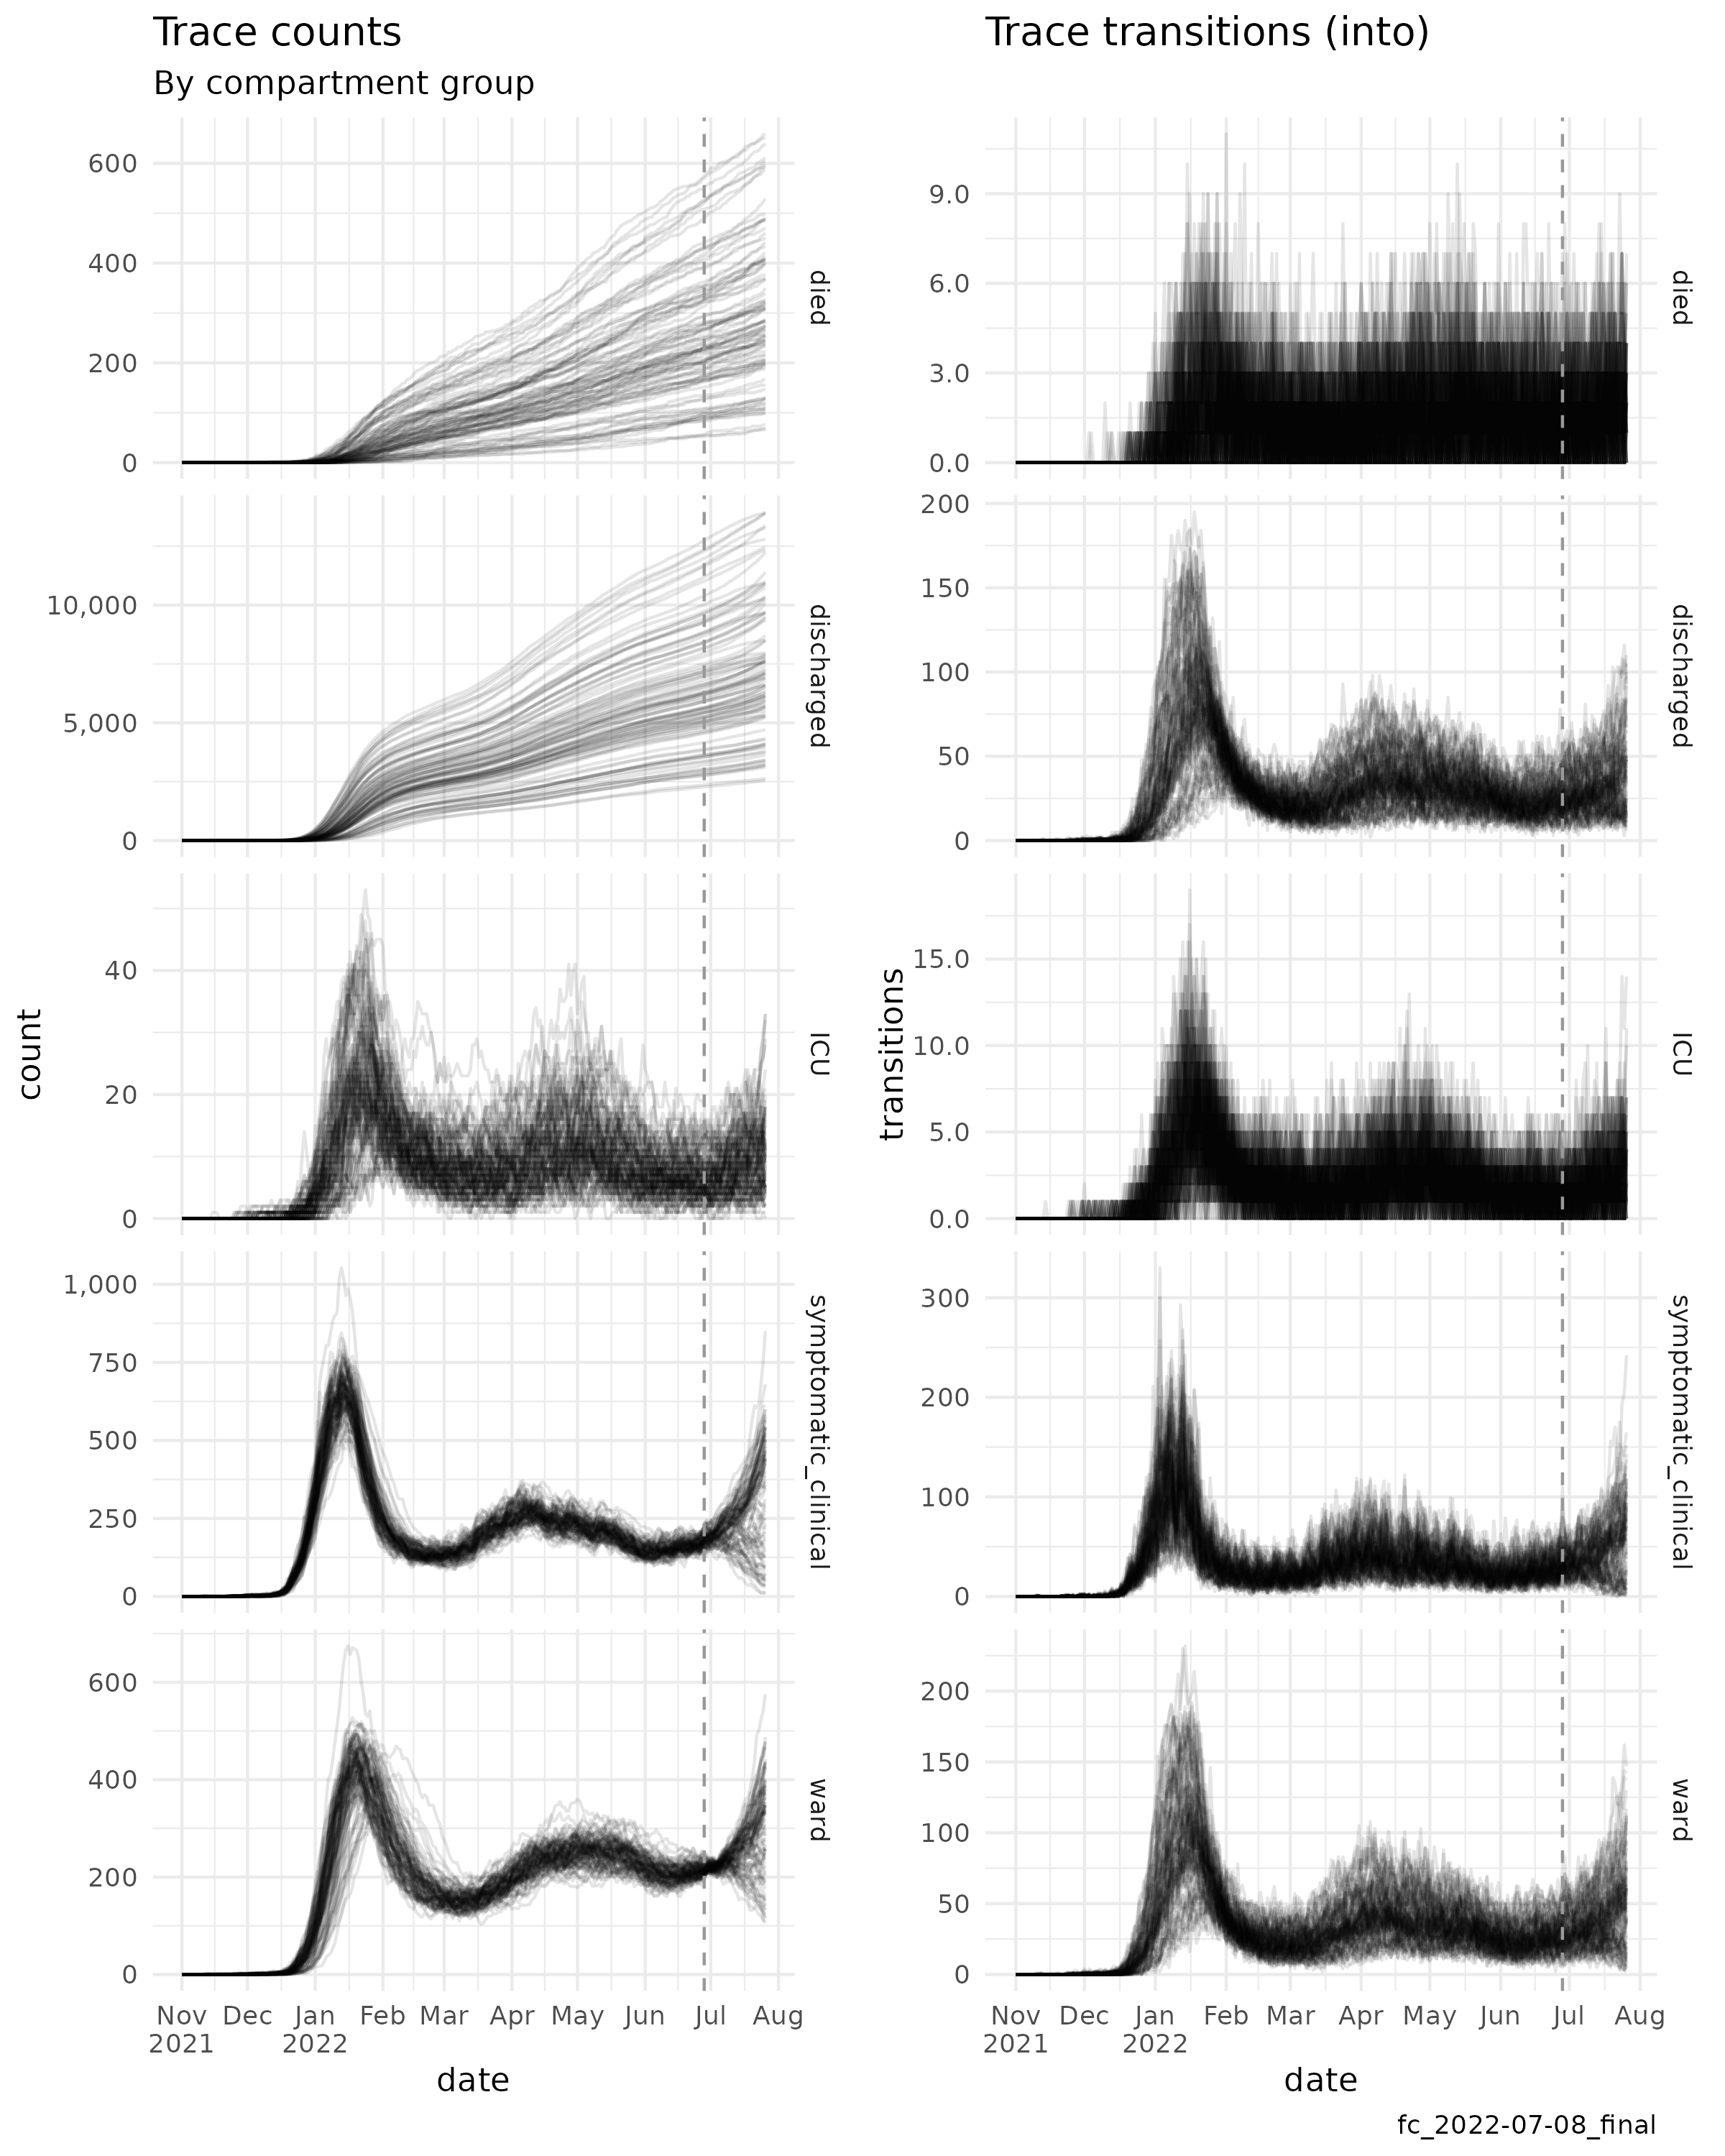 Trace counts
By compartment group
Trace transitions (into)
count
600
400
200
0
died
10,000
5,000
0
discharged
40
20
0
ICU
1,000
750
500
250
0
symptomatic_clinical
600
400
200
0
ward
Nov Dec Jan Feb Mar Apr May Jun Jul Aug
2021 2022
date
transitions
9.0
6.0
3.0
0.0
died
200
150
100
50
0
discharged
15.0
10.0
5.0
0.0
ICU
300
200
100
0
symptomatic_clinical
200
150
100
50
0
ward
Nov Dec Jan Feb Mar Apr May Jun Jul Aug
2021 2022
date
fc_2022-07-08_final